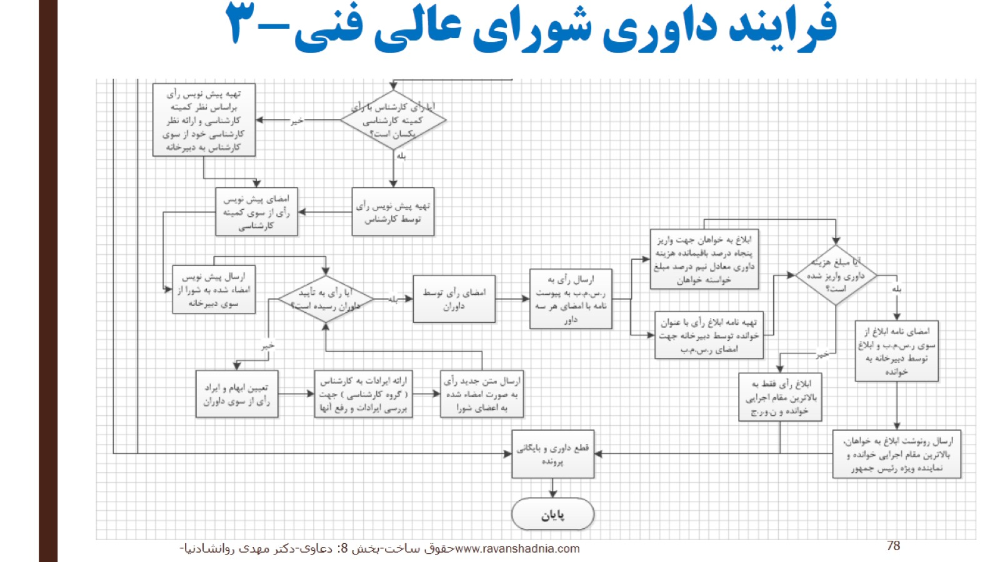 فرایند داوری شورای عالی فنی–۳
آیا رأی کارشناس با رأی
کمیته کارشناسی
یکسان است؟
خیر
بله
تهیه پیش نویس رأی
براساس نظر کمیته
کارشناسی و ارائه نظر
کارشناسی خود از سوی
کارشناس به دبیرخانه
تهیه پیش نویس رأی
توسط کارشناس
امضای پیش نویس
رأی از سوی کمیته
کارشناسی
ارسال پیش نویس
امضاء شده به شورا از
سوی دبیرخانه
آیا رأی به تأیید
داوران رسیده است؟
بله
خیر
تعیین ابهام و ایراد
رأی از سوی داوران
ارائه ایرادات به کارشناس
( گروه کارشناسی ) جهت
بررسی ایرادات و رفع آنها
ارسال متن جدید رأی
به صورت امضاء شده
به اعضای شورا
امضای رأی توسط
داوران
ارسال رأی به
ر.س.م.ب به پیوست
نامه با امضای هر سه
داور
ابلاغ به خواهان جهت واریز
پنجاه درصد باقیمانده هزینه
داوری معادل نیم درصد مبلغ
خواسته خواهان
تهیه نامه ابلاغ رأی با عنوان
خوانده توسط دبیرخانه جهت
امضای ر.س.م.ب
آیا مبلغ هزینه
داوری واریز شده
است؟
بله
خیر
امضای نامه ابلاغ از
سوی ر.س.م.ب و ابلاغ
توسط دبیرخانه به
خوانده
ابلاغ رأی فقط به
بالاترین مقام اجرایی
خوانده و ن.و.ر.ج
ارسال رونوشت ابلاغ به خواهان،
بالاترین مقام اجرایی خوانده و
نماینده ویژه رئیس جمهور
قطع داوری و بایگانی
پرونده
پایان
حقوق ساخت-بخش 8: دعاوی-دکتر مهدی روانشادنیا-www.ravanshadnia.com
78